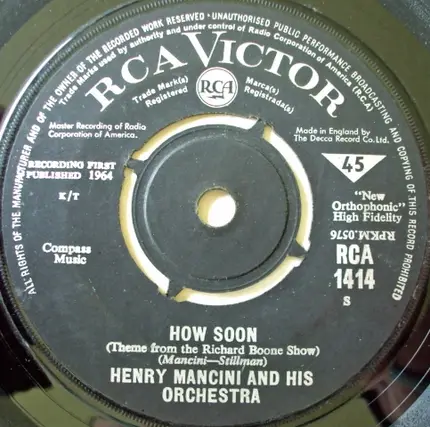 ALL RIGHTS OF THE MANUFACTURER AND OF THE OWNER OF THE RECORDED WORK RESERVED · UNAUTHORISED PUBLIC PERFORMANCE BROADCASTING AND COPYING OF THIS RECORD PROHIBITED
Trade Marks used by authority and under control of Radio Corporation of America (R.C.A.)
RCA VICTOR
Trade Mark(s)
Registered
RCA
Marca(s)
Registrada(s)
Master Recording of Radio
Corporation of America.
Made in England by
The Decca Record Co. Ltd.
RECORDING FIRST
PUBLISHED 1964
45
K/T
"New
Orthophonic"
High Fidelity
RPKM.0576
Compass
Music
RCA
1414
S
HOW SOON
(Theme from the Richard Boone Show)
(Mancini—Stillman)
HENRY MANCINI AND HIS
ORCHESTRA